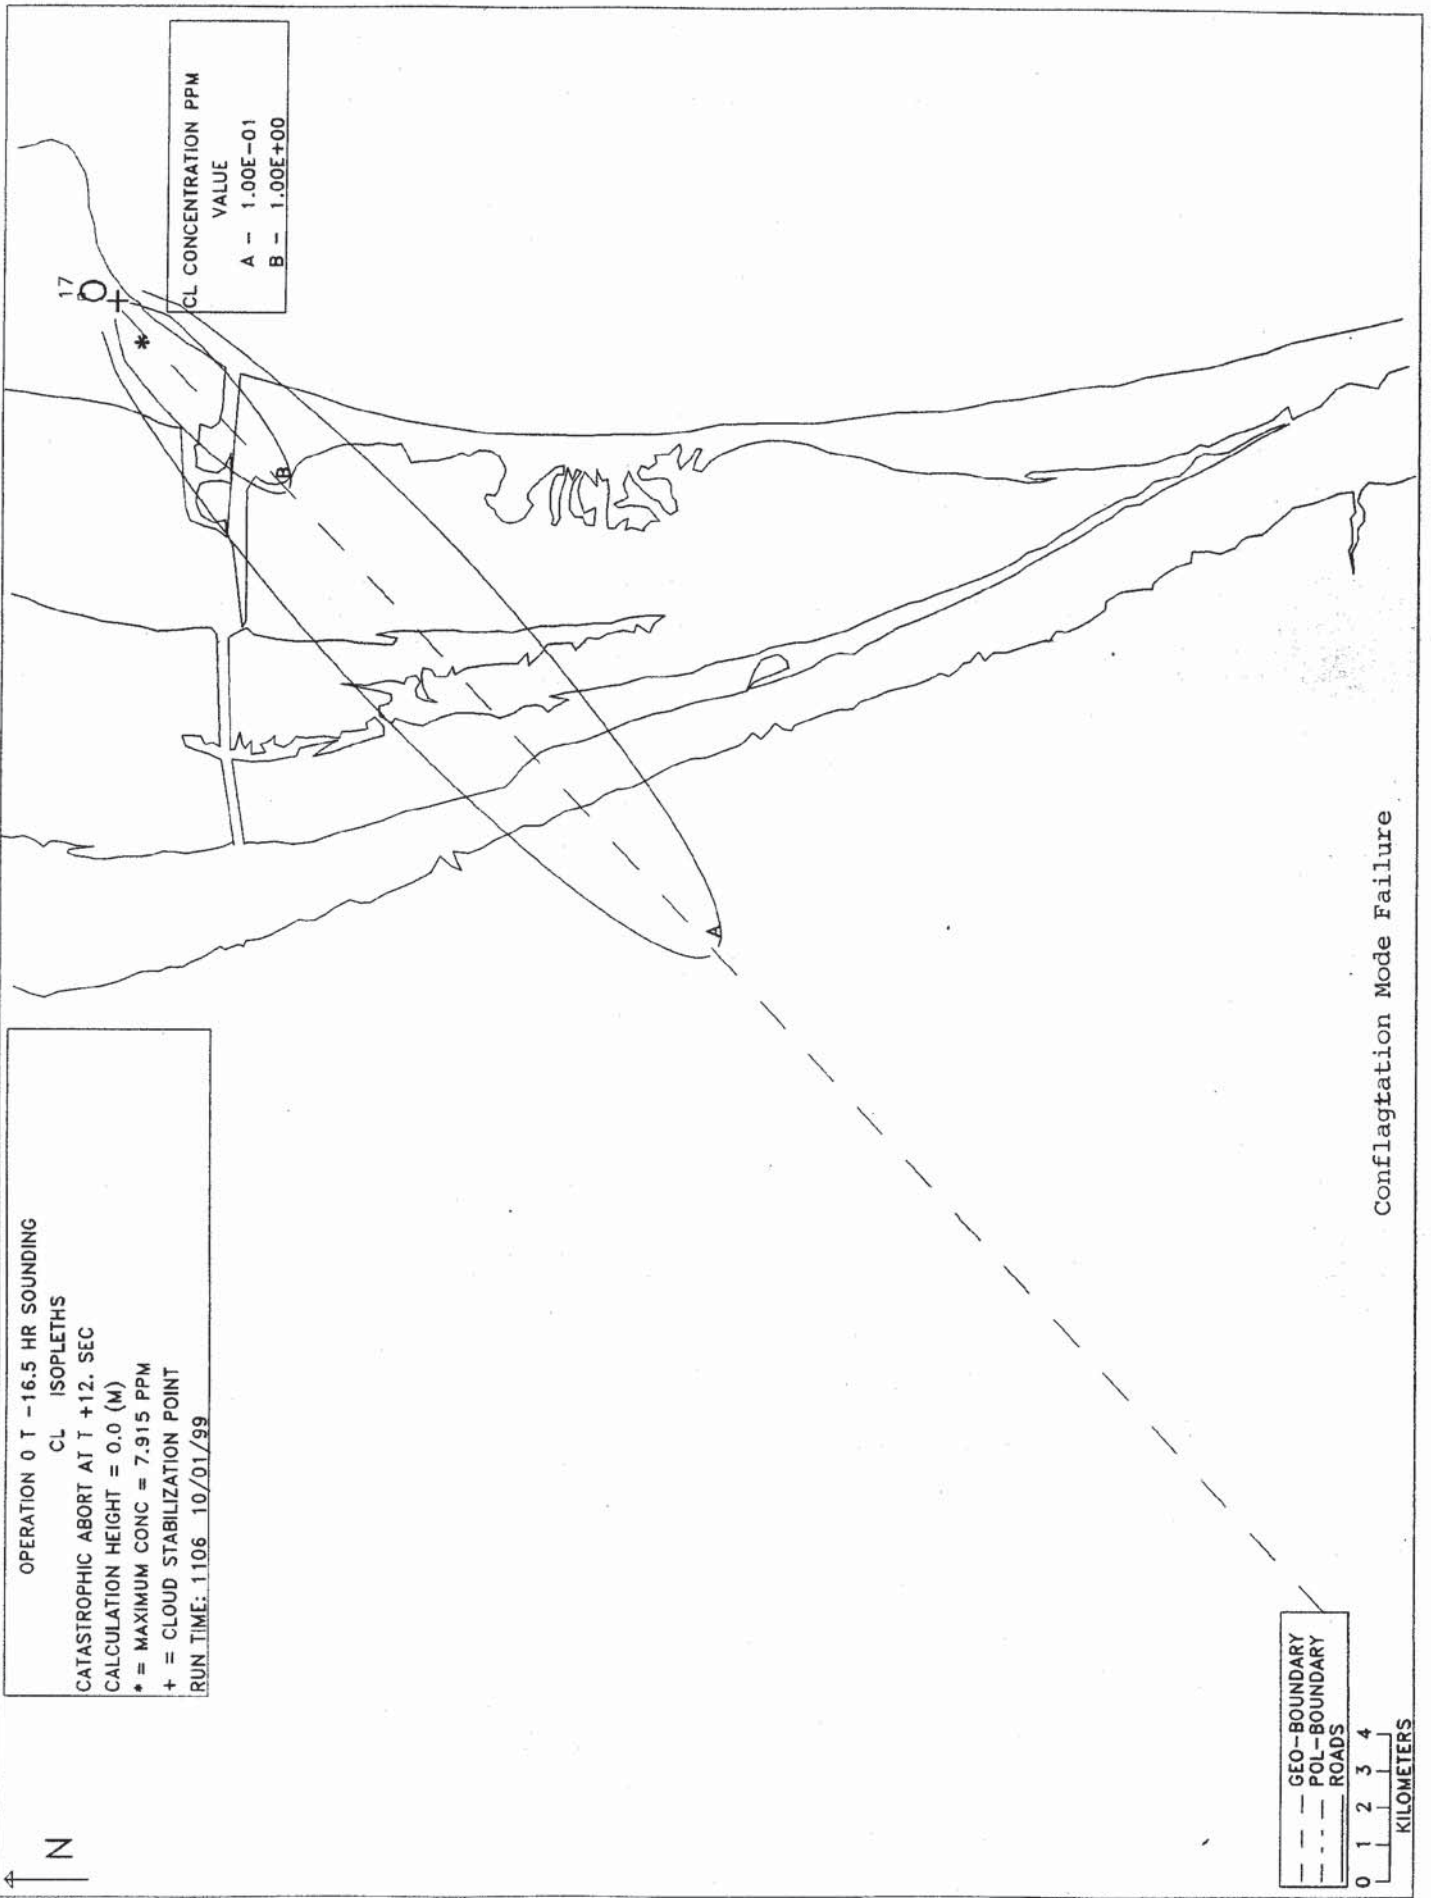 OPERATION 0 T -16.5 HR SOUNDING
CL ISOPLETHS
CATASTROPHIC ABORT AT T +12. SEC
CALCULATION HEIGHT = 0.0 (M)
* = MAXIMUM CONC = 7.915 PPM
+ = CLOUD STABILIZATION POINT
RUN TIME: 1106 10/01/99
N
17
CL CONCENTRATION PPM
VALUE
A - 1.00E-01
B - 1.00E+00
B
A
GEO-BOUNDARY
POL-BOUNDARY
ROADS
0 1 2 3 4
KILOMETERS
Conflagtation Mode Failure